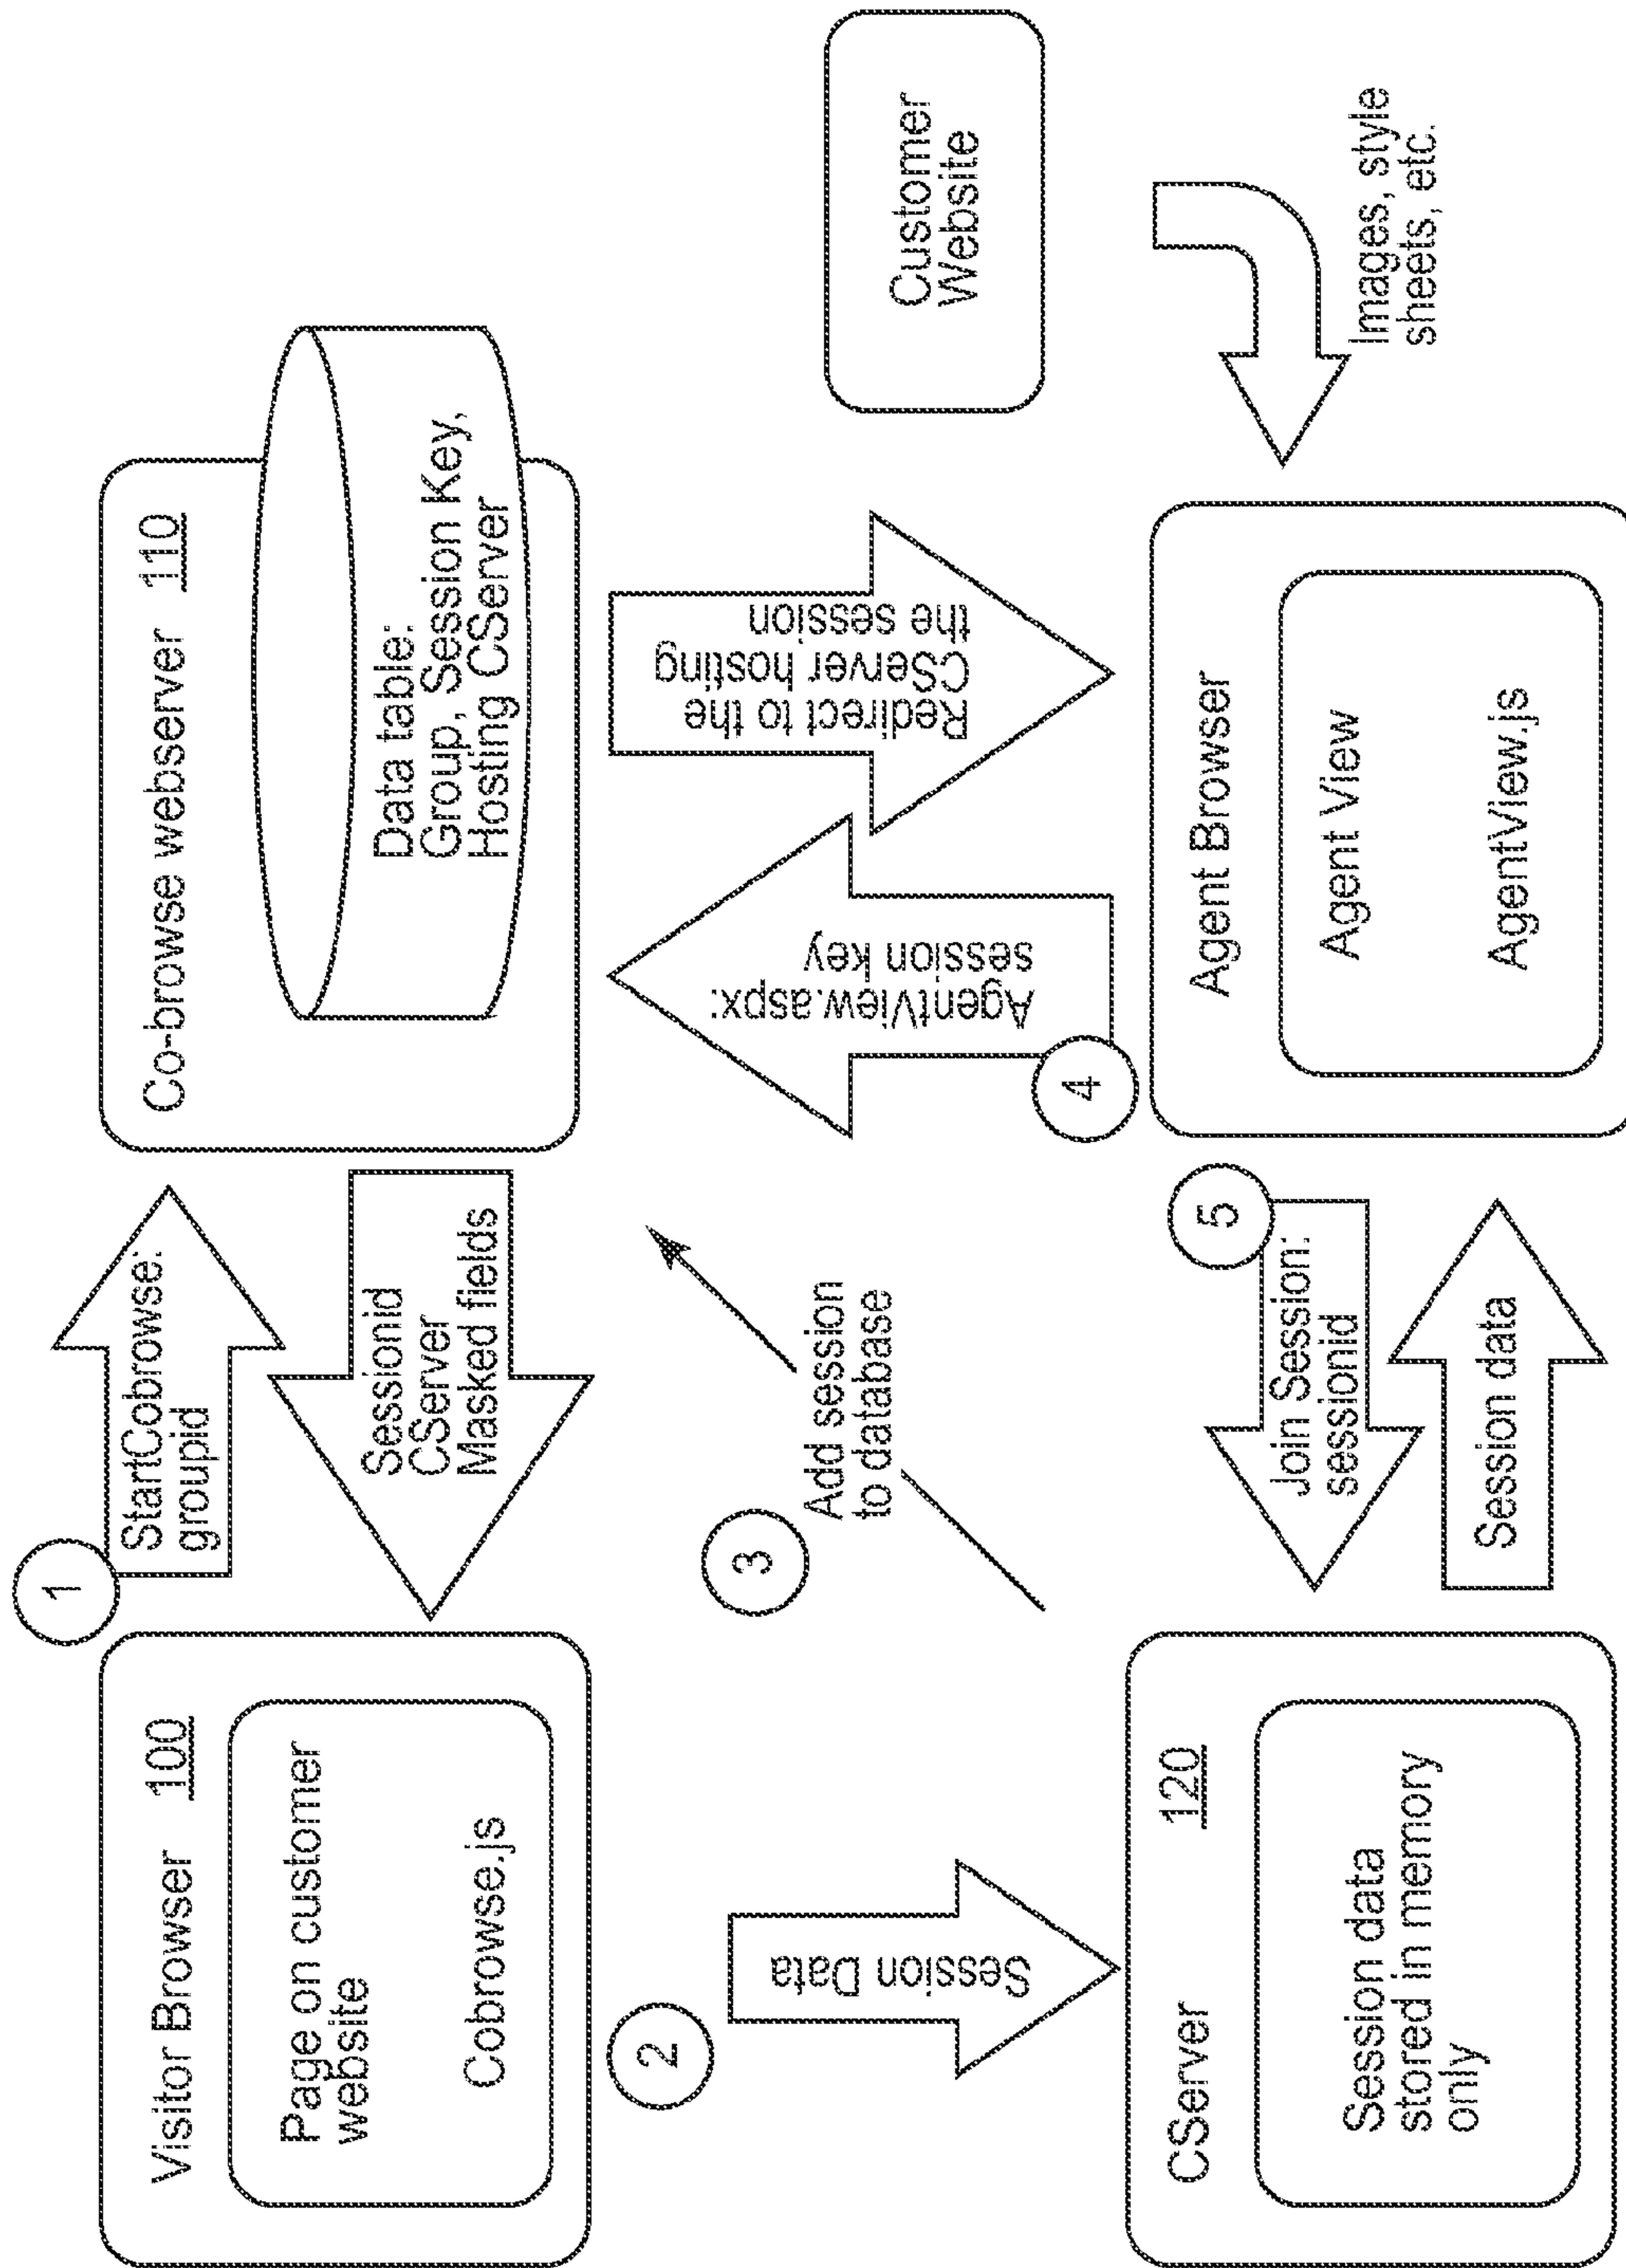 1
StartCobrowse:
groupid
Visitor Browser 100
Page on customer
website
Cobrowse.js
Sessionid
CServer
Masked fields
Co-browse webserver 110
Data table:
Group, Session Key,
Hosting CServer
2
Session Data
3
Add session
to database
AgentView.aspx:
session key
4
Redirect to the
CServer hosting
the session
Customer
Website
CServer 120
Session data
stored in memory
only
5
Join Session:
sessionid
Session data
Agent Browser
Agent View
AgentView.js
Images, style
sheets, etc.